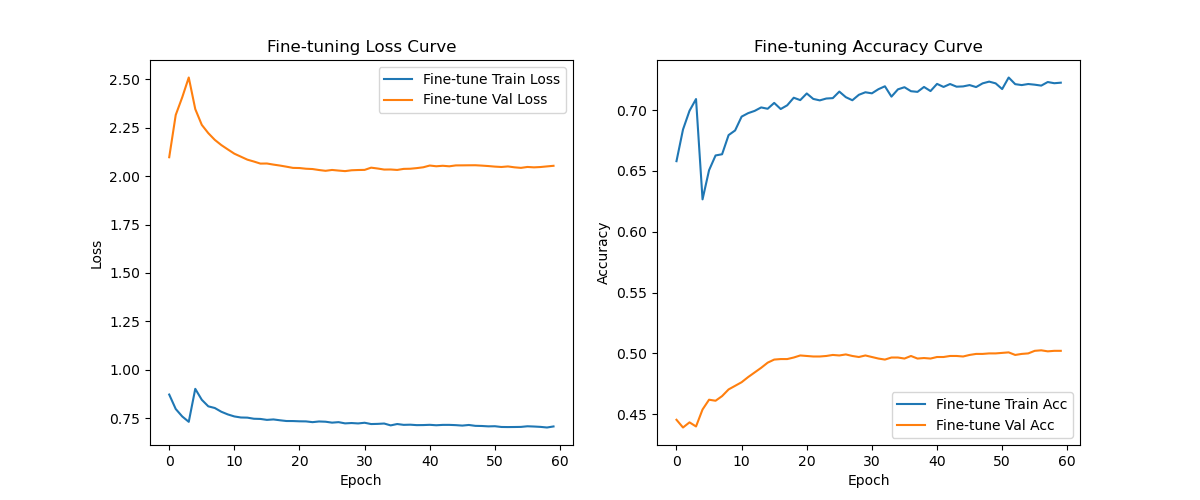 Fine-tuning Loss Curve
Fine-tune Train Loss
Fine-tune Val Loss
2.50
2.25
2.00
1.75
1.50
1.25
1.00
0.75
Loss
0 10 20 30 40 50 60
Epoch
Fine-tuning Accuracy Curve
0.70
0.65
0.60
0.55
0.50
0.45
Accuracy
Fine-tune Train Acc
Fine-tune Val Acc
0 10 20 30 40 50 60
Epoch